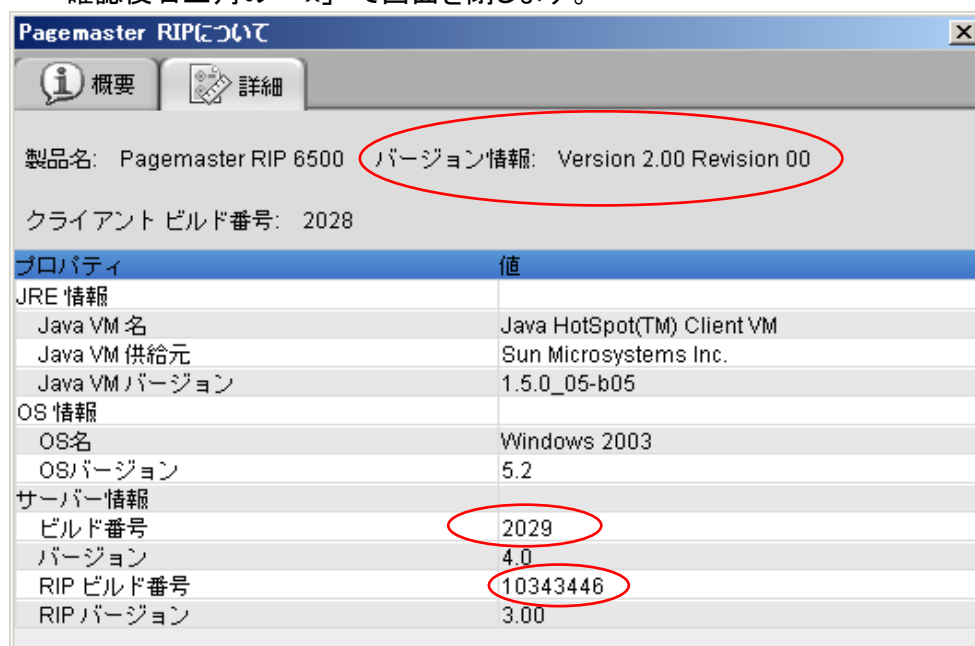 Pagemaster RIPについて
概要 詳細
製品名: Pagemaster RIP 6500 バージョン情報: Version 2.00 Revision 00
クライアント ビルド番号: 2028
プロパティ 値
JRE 情報
Java VM 名 Java HotSpot(TM) Client VM
Java VM 供給元 Sun Microsystems Inc.
Java VM バージョン 1.5.0_05-b05
OS 情報
OS名 Windows 2003
OSバージョン 5.2
サーバー情報
ビルド番号 2029
バージョン 4.0
RIP ビルド番号 10343446
RIP バージョン 3.00